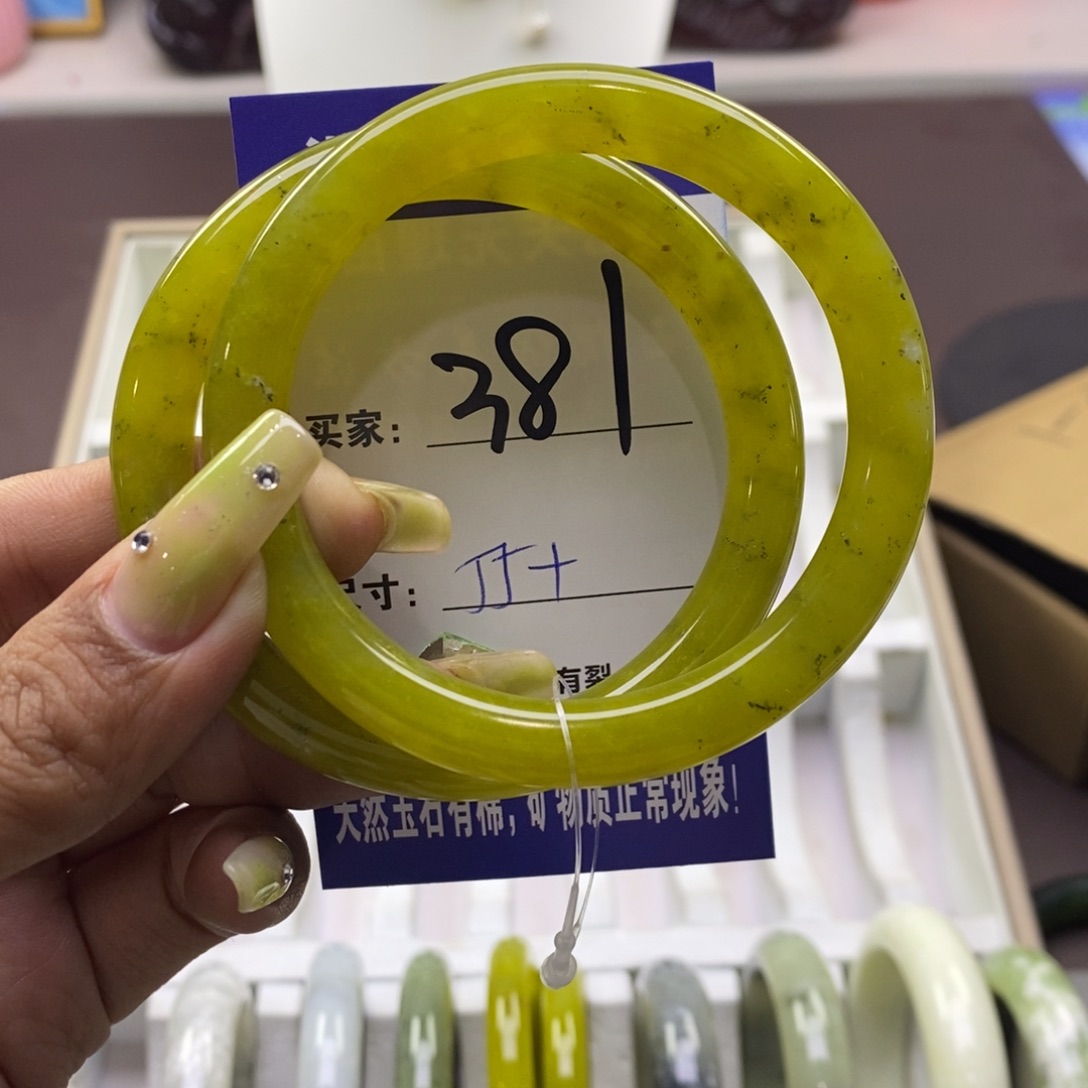 买家: 381
尺寸: JJ+
有裂
天然玉石有棉,矿物质正常现象!